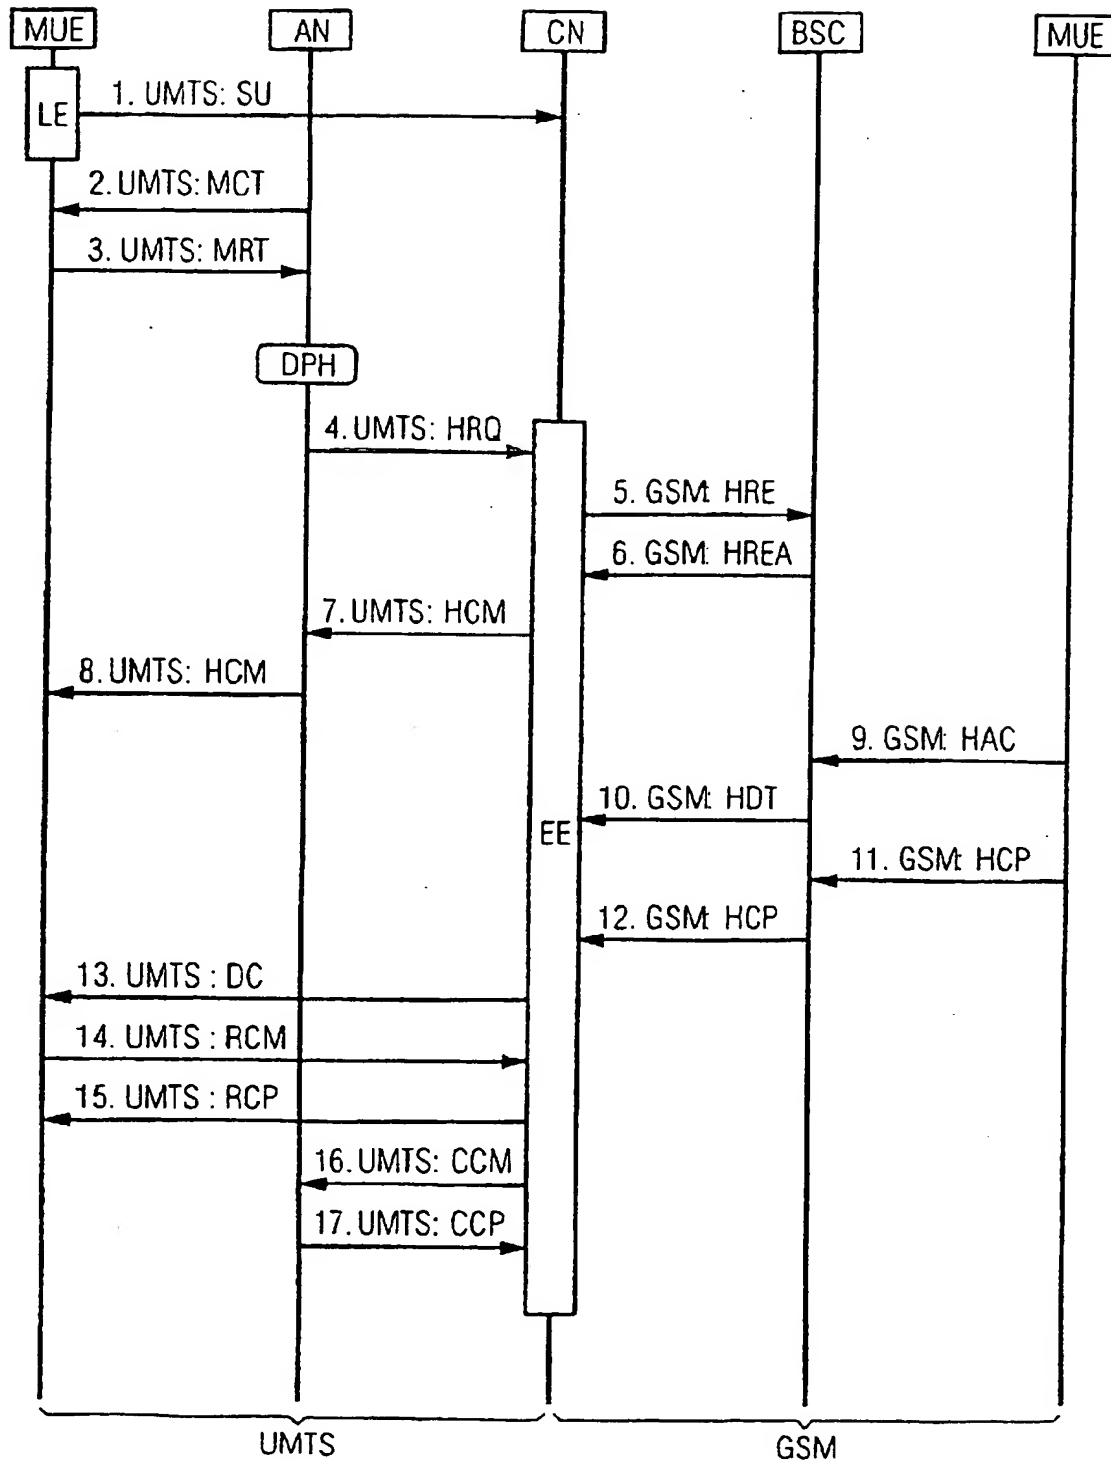 MUE
AN
CN
BSC
MUE
LE
1. UMTS: SU
2. UMTS: MCT
3. UMTS: MRT
DPH
4. UMTS: HRQ
5. GSM: HRE
6. GSM: HREA
7. UMTS: HCM
8. UMTS: HCM
9. GSM: HAC
10. GSM: HDT
EE
11. GSM: HCP
12. GSM: HCP
13. UMTS : DC
14. UMTS : RCM
15. UMTS : RCP
16. UMTS: CCM
17. UMTS: CCP
UMTS
GSM